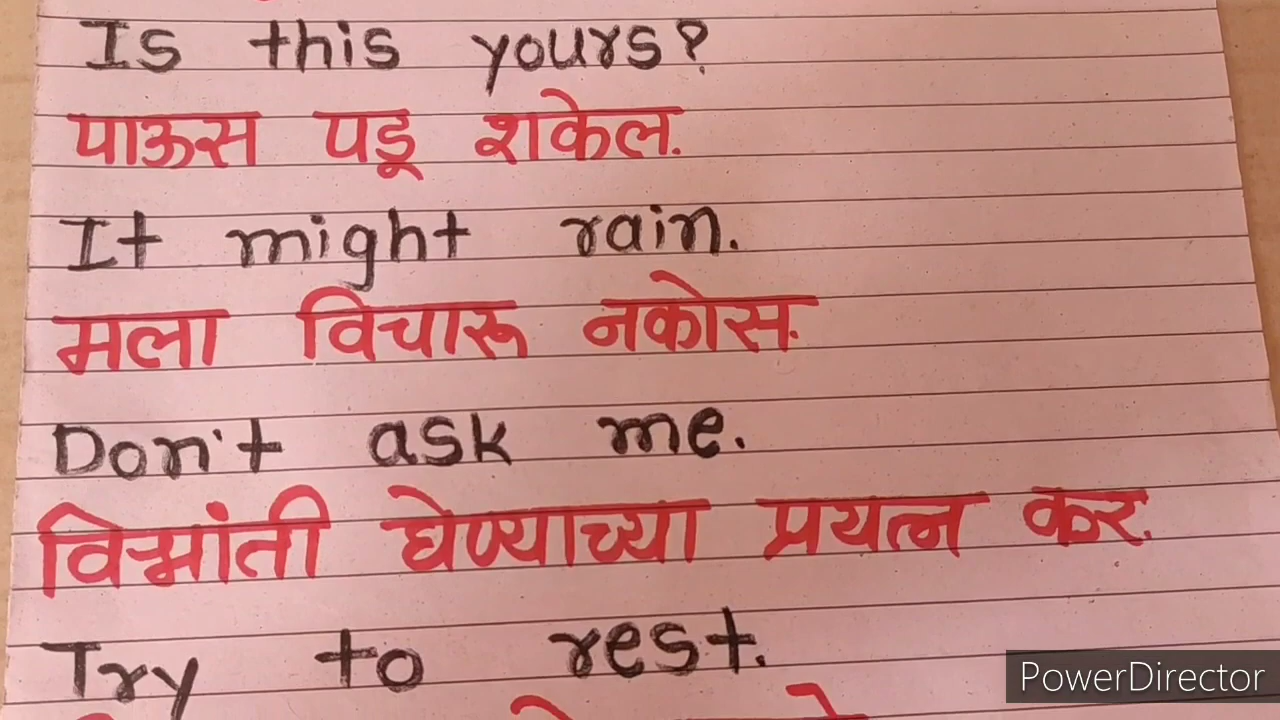 Is this yours?
पाऊस पडू शकेल.
It might rain.
मला विचारू नकोस.
Don't ask me.
विश्रांती घेण्याच्या प्रयत्न कर.
Try to rest.
PowerDirector